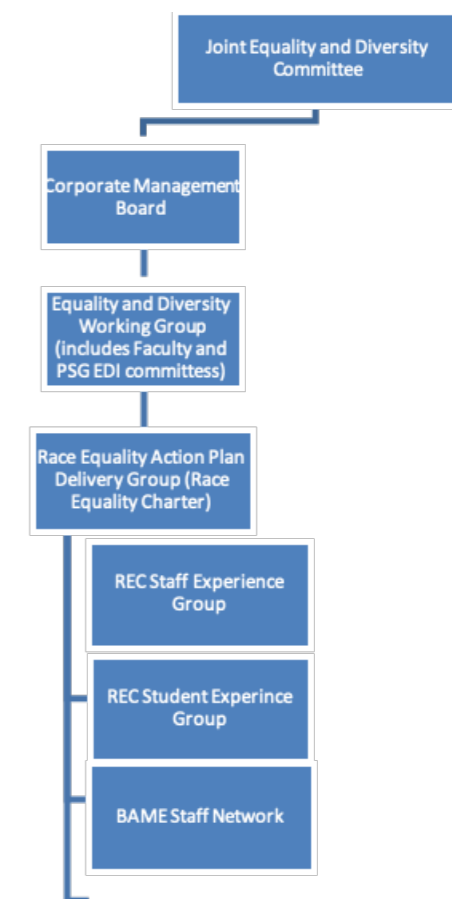 Joint Equality and Diversity
Committee
Corporate Management
Board
Equality and Diversity
Working Group
(includes Faculty and
PSG EDI committess)
Race Equality Action Plan
Delivery Group (Race
Equality Charter)
REC Staff Experience
Group
REC Student Experince
Group
BAME Staff Network